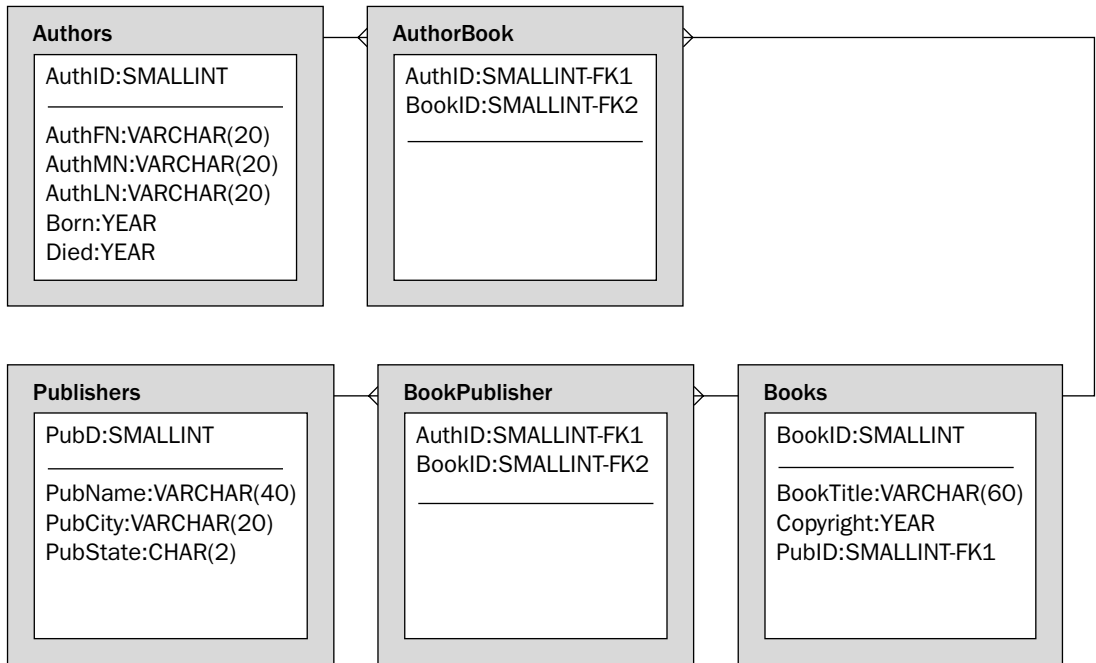 Authors
AuthID:SMALLINT
AuthFN:VARCHAR(20)
AuthMN:VARCHAR(20)
AuthLN:VARCHAR(20)
Born:YEAR
Died:YEAR
AuthorBook
AuthID:SMALLINT-FK1
BookID:SMALLINT-FK2
Publishers
PubD:SMALLINT
PubName:VARCHAR(40)
PubCity:VARCHAR(20)
PubState:CHAR(2)
BookPublisher
AuthID:SMALLINT-FK1
BookID:SMALLINT-FK2
Books
BookID:SMALLINT
BookTitle:VARCHAR(60)
Copyright:YEAR
PubID:SMALLINT-FK1